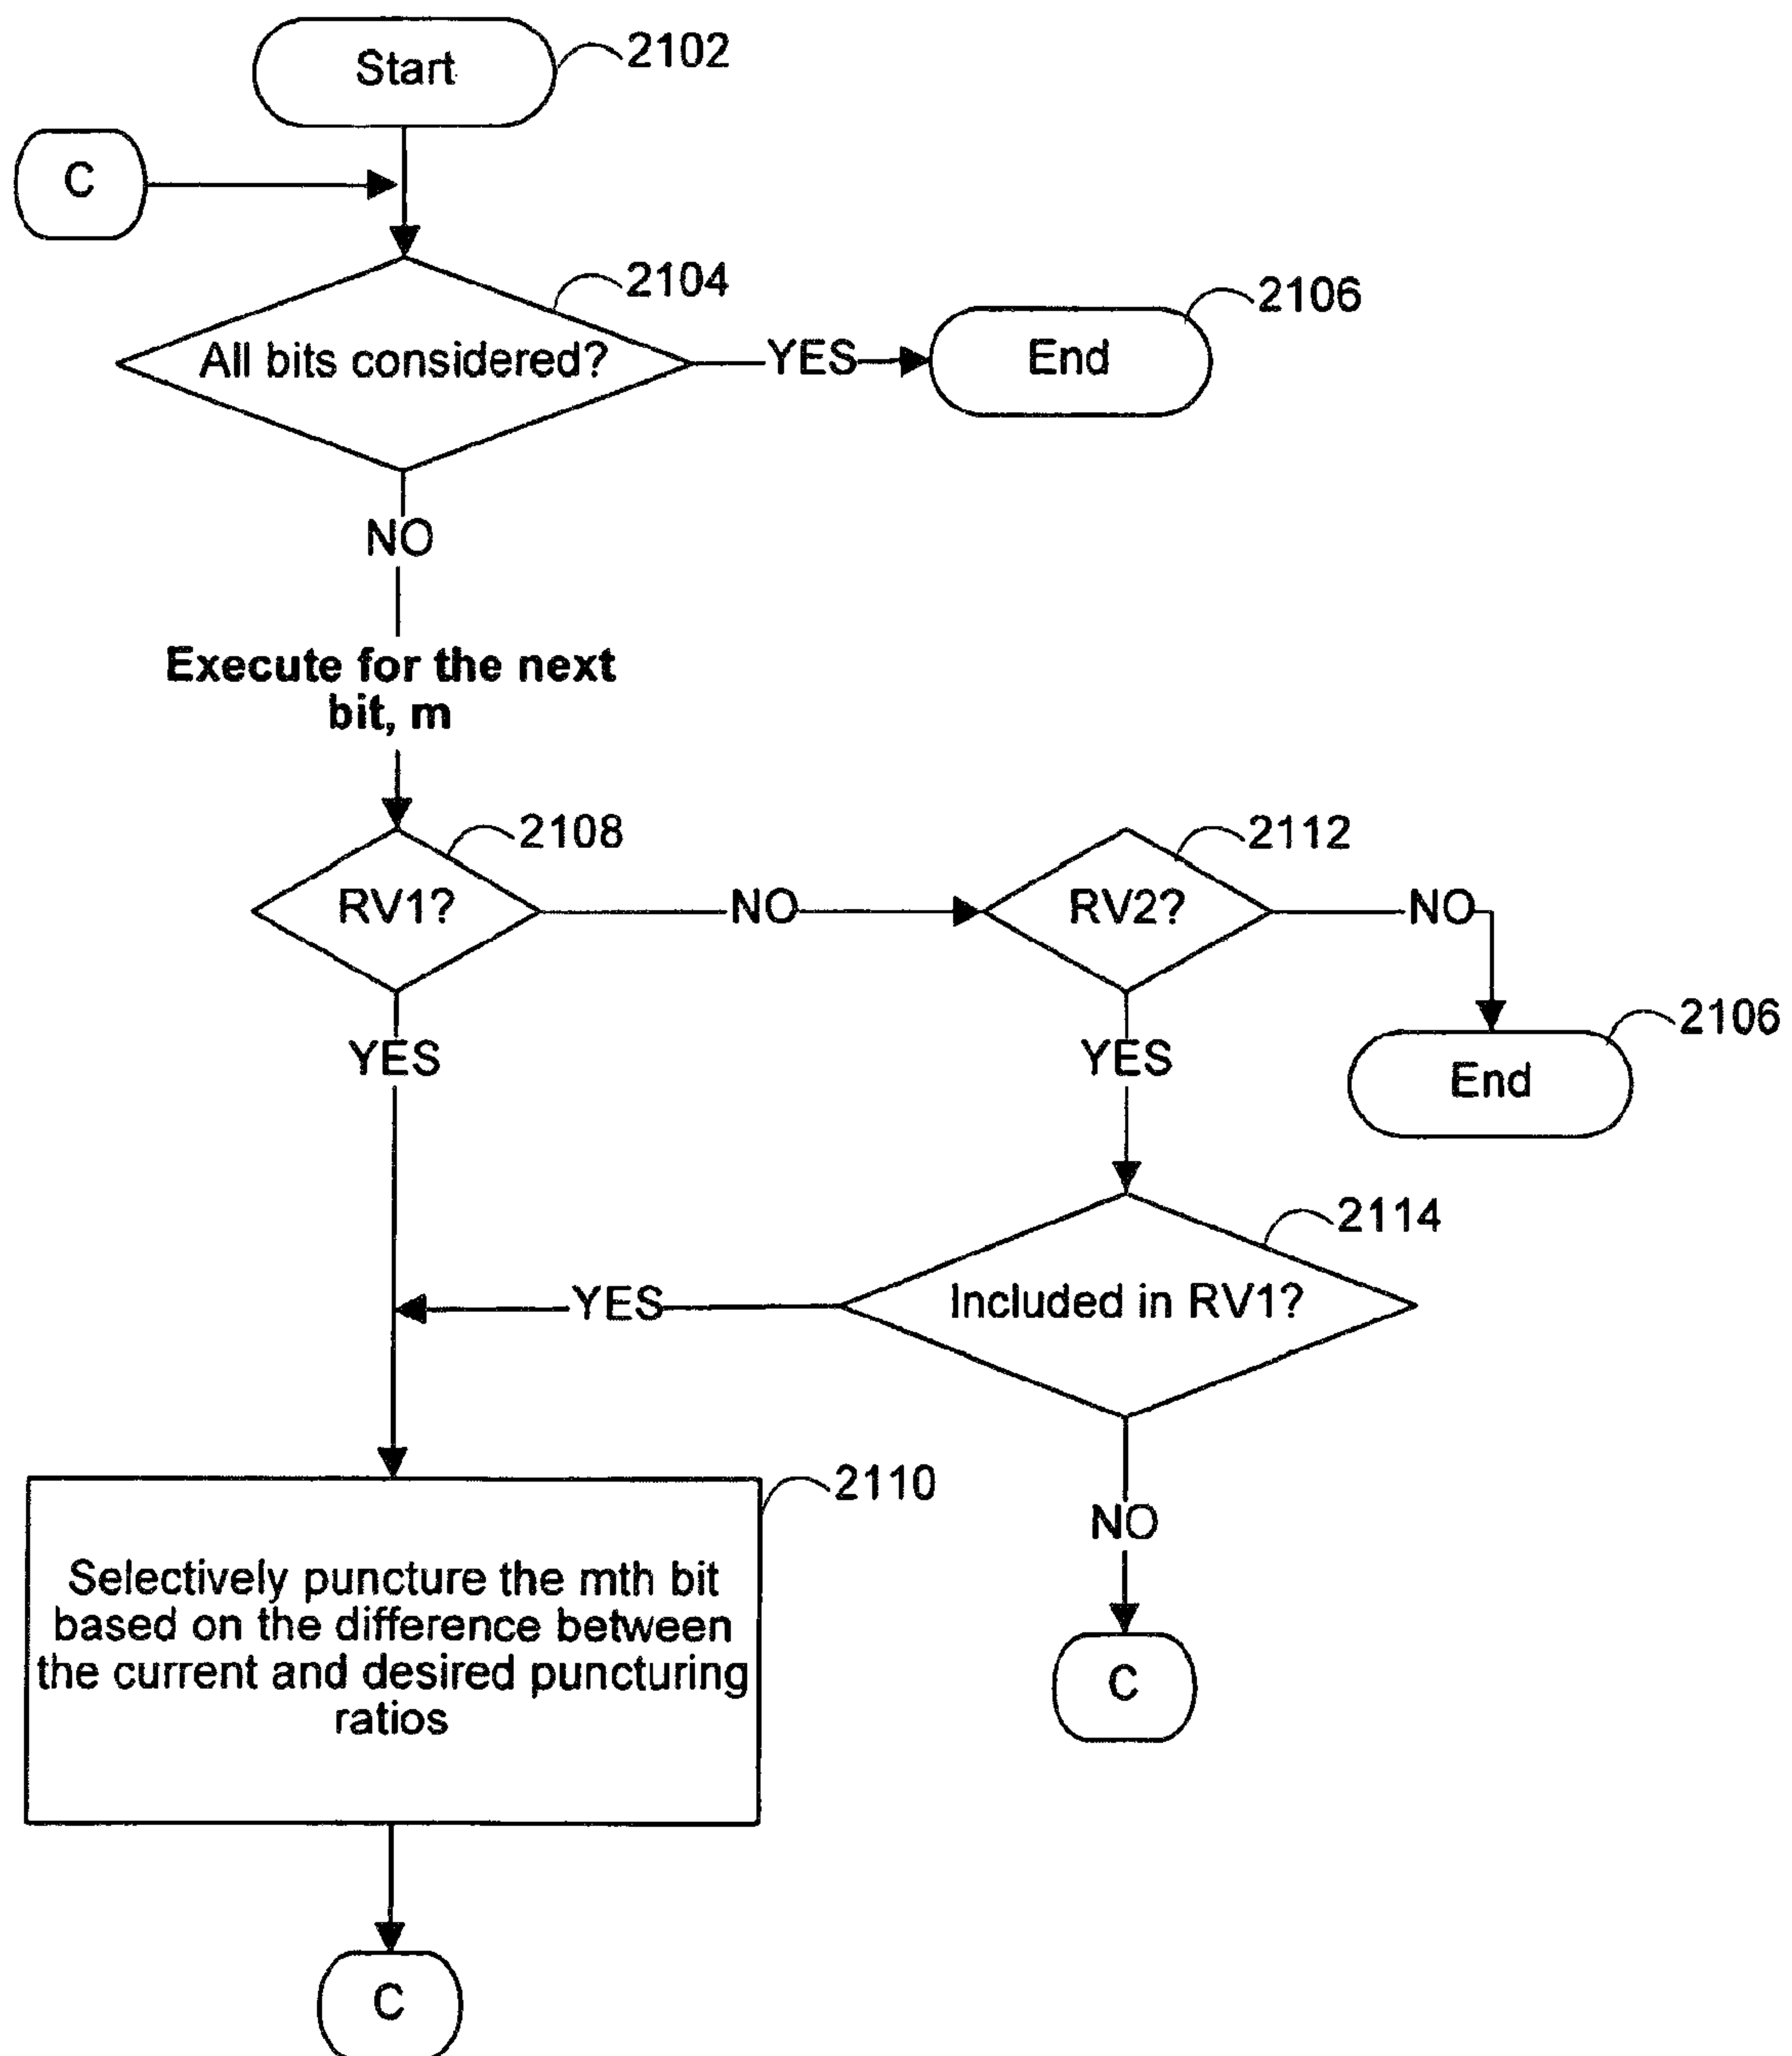 Start
2102
C
2104
All bits considered?
YES
2106
End
NO
Execute for the next
bit, m
2108
RV1?
NO
2112
RV2?
NO
YES
YES
2106
End
2114
YES
Included in RV1?
2110
NO
Selectively puncture the mth bit
based on the difference between
the current and desired puncturing
ratios
C
C